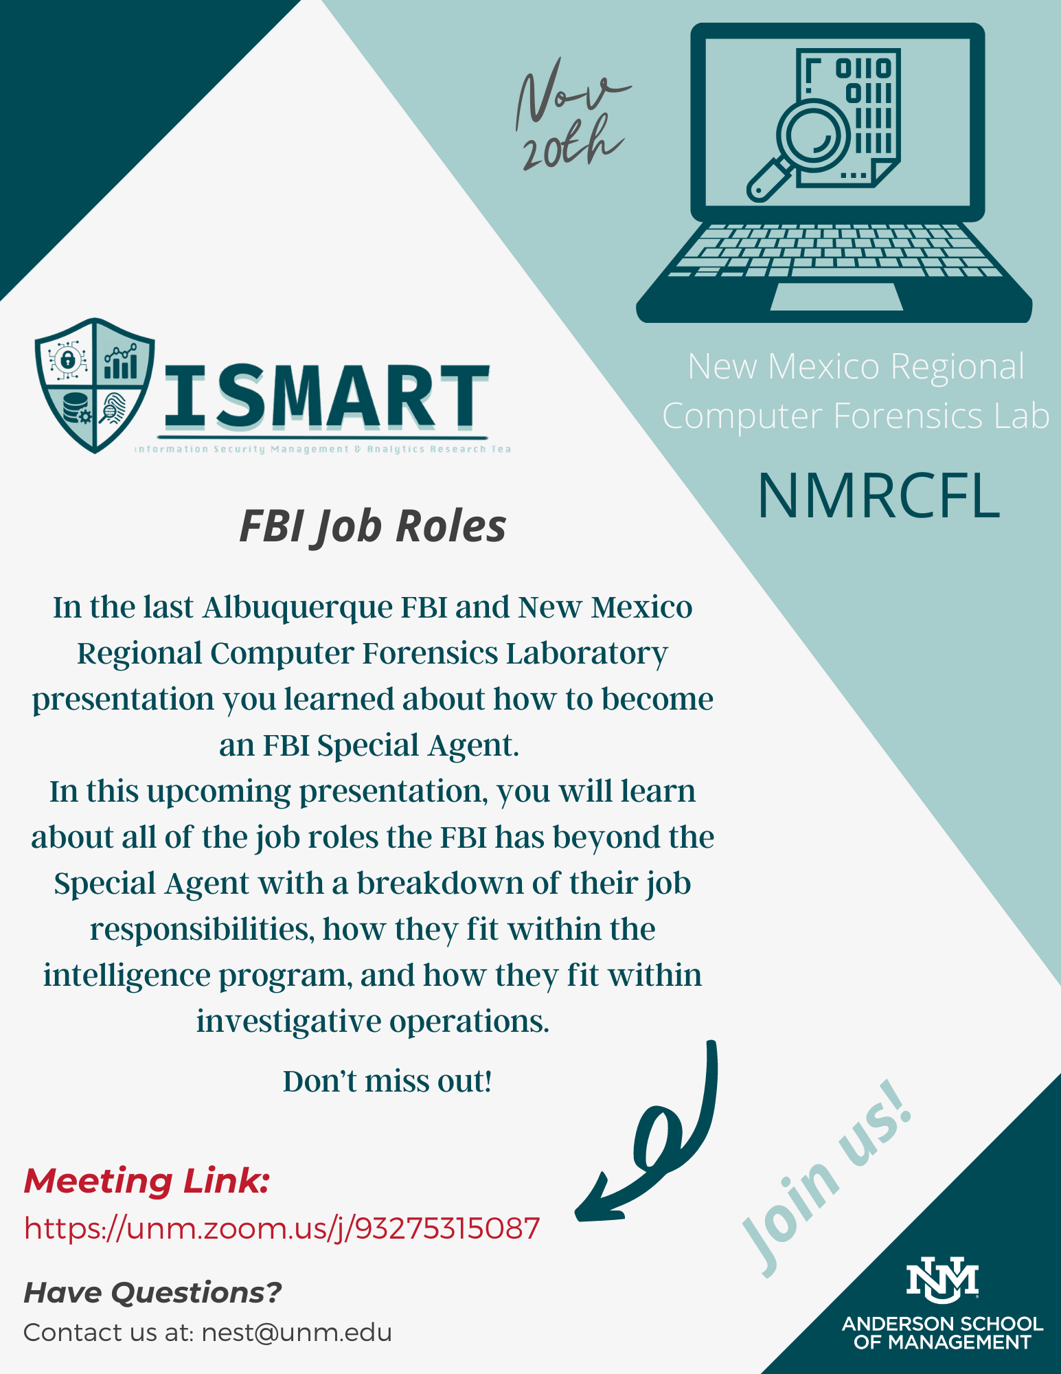 Nov
20th
0110
0111
New Mexico Regional
Computer Forensics Lab
NMRCFL
ISMART
Information Security Management & Analytics Research Tea
FBI Job Roles
In the last Albuquerque FBI and New Mexico
Regional Computer Forensics Laboratory
presentation you learned about how to become
an FBI Special Agent.
In this upcoming presentation, you will learn
about all of the job roles the FBI has beyond the
Special Agent with a breakdown of their job
responsibilities, how they fit within the
intelligence program, and how they fit within
investigative operations.
Don't miss out!
Meeting Link:
https://unm.zoom.us/j/93275315087
Have Questions?
Contact us at: nest@unm.edu
Join us!
NM
ANDERSON SCHOOL
OF MANAGEMENT